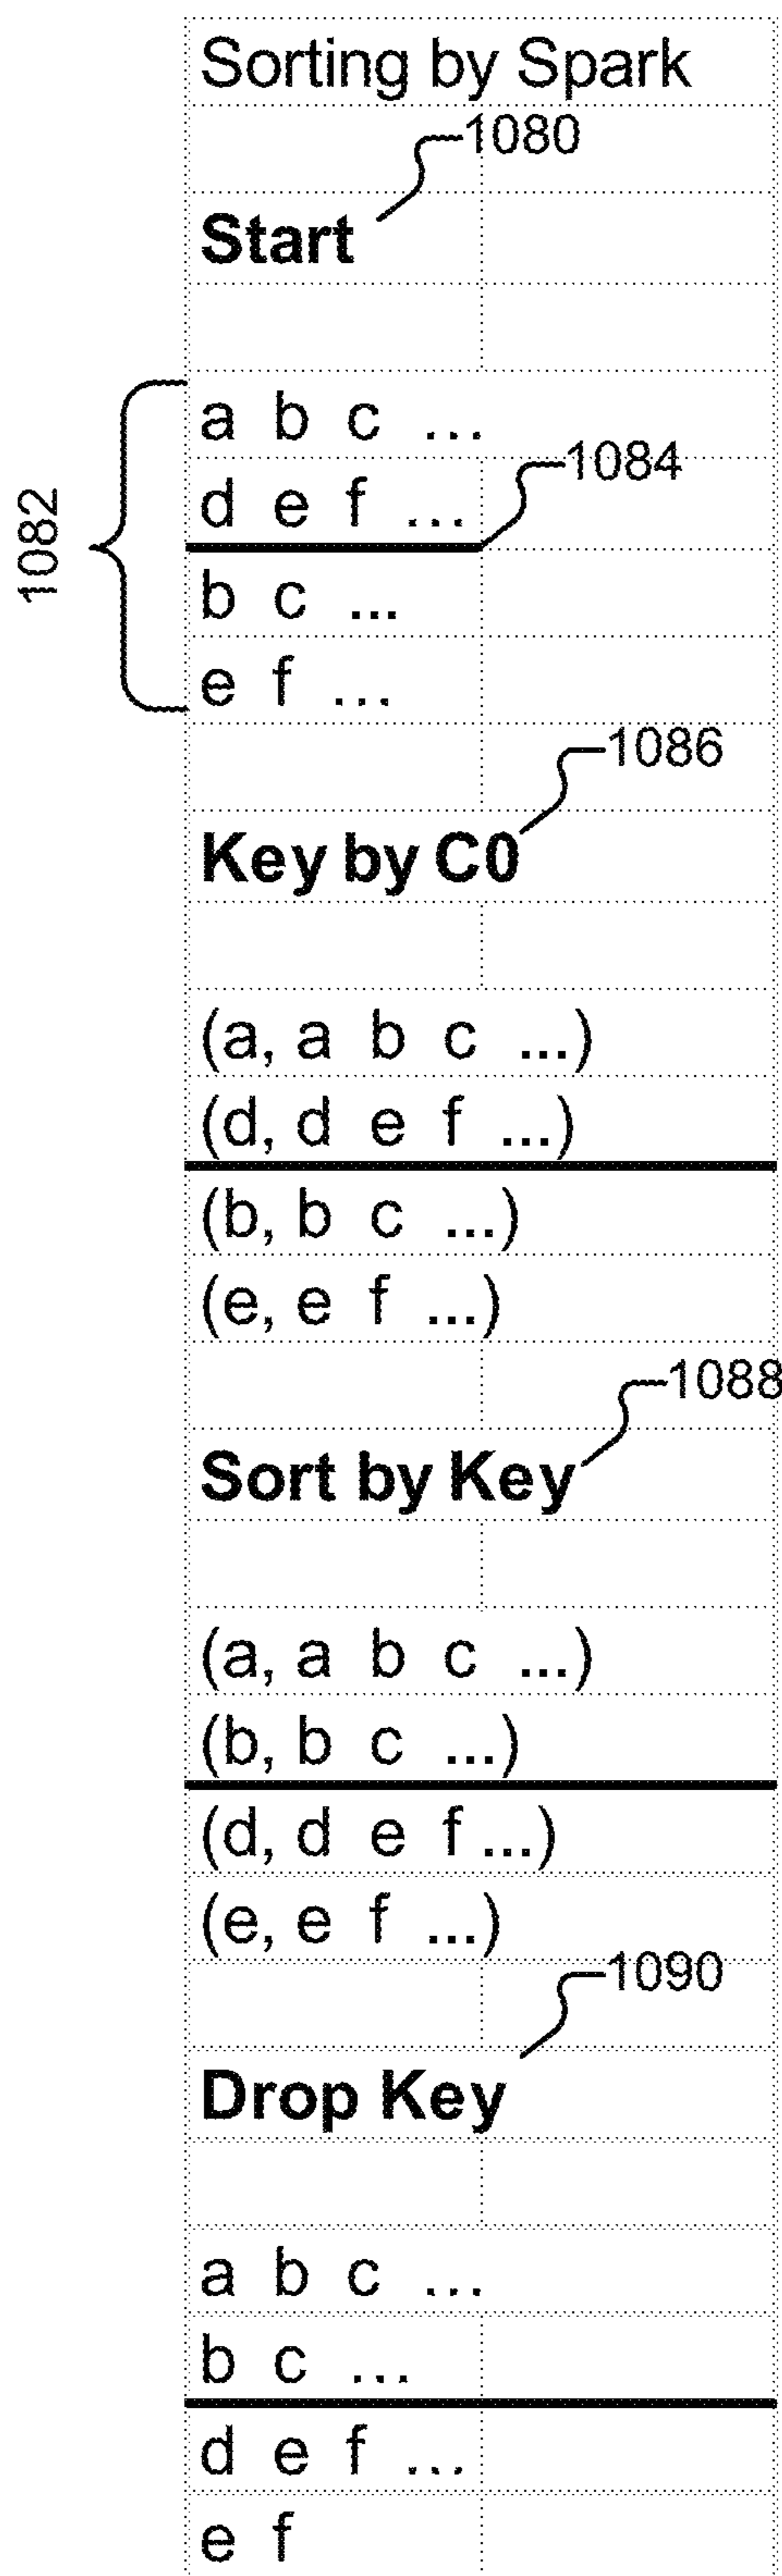 Sorting by Spark
1080
Start
a b c ...
1084
d e f ...
1082
b c ...
e f ...
1086
Key by C0
(a, a b c ...)
(d, d e f ...)
(b, b c ...)
(e, e f ...)
1088
Sort by Key
(a, a b c ...)
(b, b c ...)
(d, d e f ...)
(e, e f ...)
1090
Drop Key
a b c ...
b c ...
d e f ...
e f